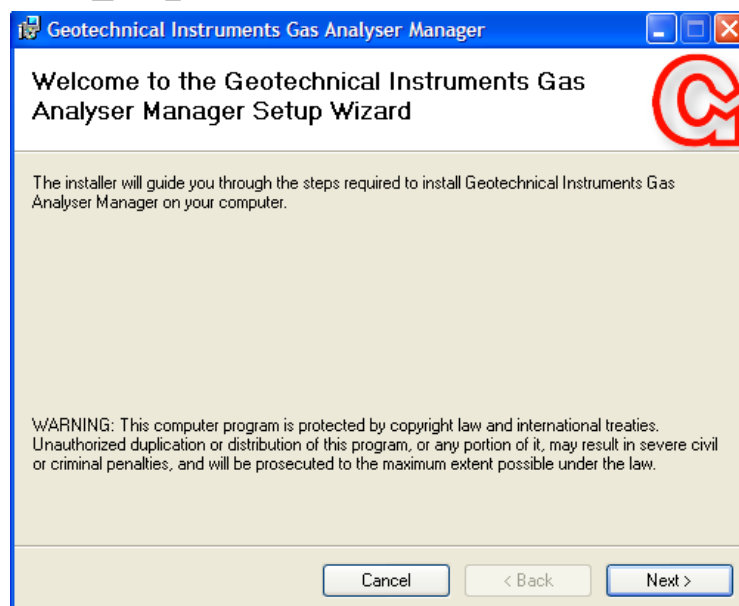 Geotechnical Instruments Gas Analyser Manager
Welcome to the Geotechnical Instruments Gas
Analyser Manager Setup Wizard
The installer will guide you through the steps required to install Geotechnical Instruments Gas
Analyser Manager on your computer.
WARNING: This computer program is protected by copyright law and international treaties.
Unauthorized duplication or distribution of this program, or any portion of it, may result in severe civil
or criminal penalties, and will be prosecuted to the maximum extent possible under the law.
Cancel < Back Next >